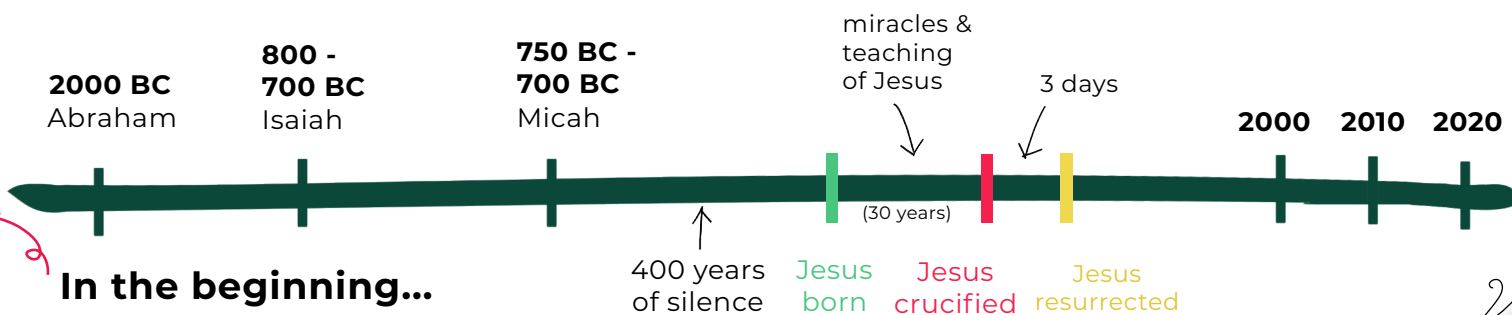 2000 BC
Abraham
800 -
700 BC
Isaiah
750 BC -
700 BC
Micah
miracles &
teaching
of Jesus
3 days
2000
2010
2020
(30 years)
In the beginning...
400 years
of silence
Jesus
born
Jesus
crucified
Jesus
resurrected